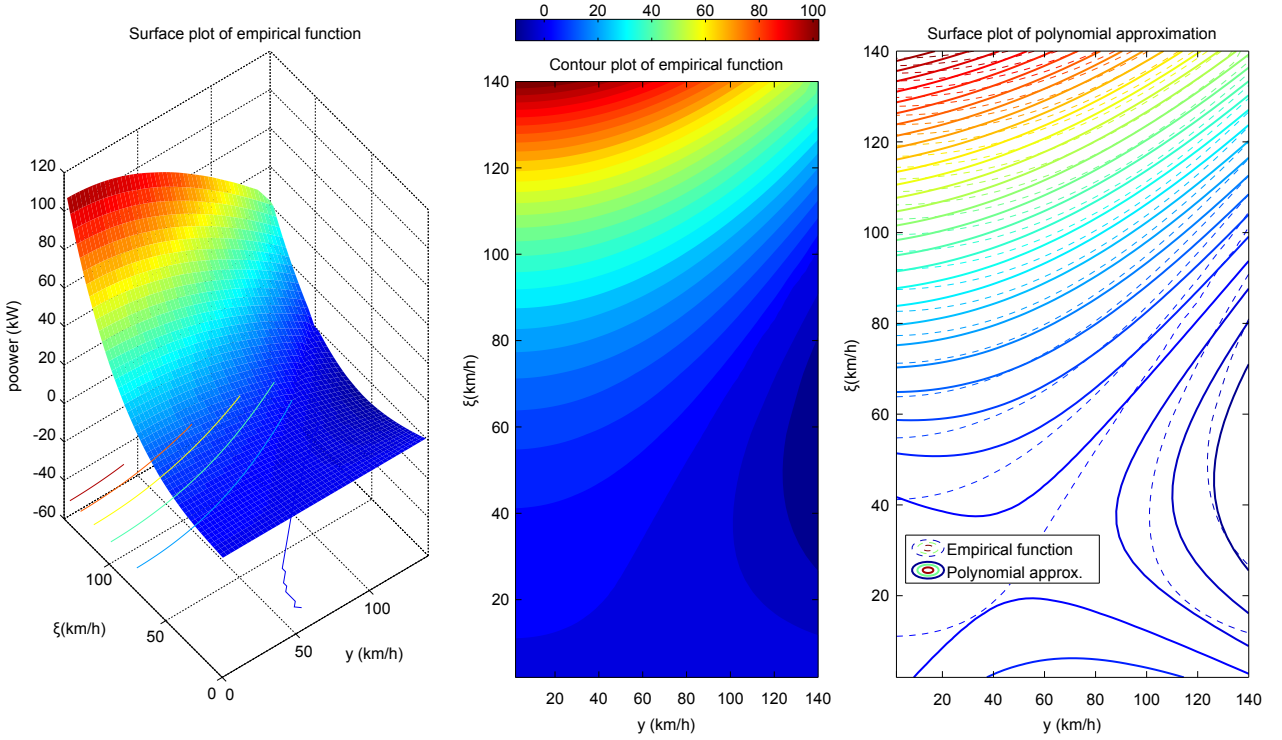 Surface plot of empirical function
120
100
80
60
40
20
0
-20
-40
-60
poower (kW)
100
50
0
ξ(km/h)
0
50
100
y (km/h)
0 20 40 60 80 100
Contour plot of empirical function
140
120
100
80
60
40
20
ξ(km/h)
20 40 60 80 100 120 140
y (km/h)
Surface plot of polynomial approximation
140
120
100
80
60
40
20
ξ(km/h)
Empirical function
Polynomial approx.
20 40 60 80 100 120 140
y (km/h)